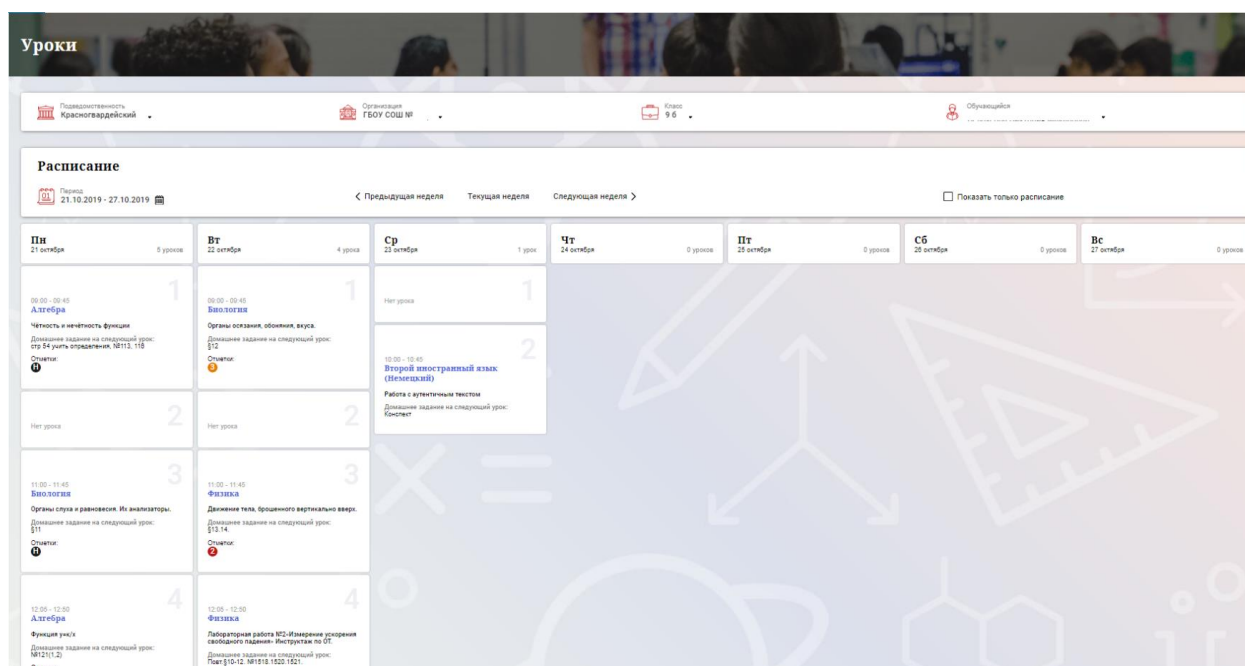 Уроки
Подведомственность
Красногвардейский
Организация
ГБОУ СОШ №
Класс
9 б
Обучающийся
Расписание
Период
21.10.2019 - 27.10.2019
Предыдущая неделя
Текущая неделя
Следующая неделя
Показать только расписание
Пн
21 октября
5 уроков
Вт
22 октября
4 урока
Ср
23 октября
1 урок
Чт
24 октября
0 уроков
Пт
25 октября
0 уроков
Сб
26 октября
0 уроков
Вс
27 октября
0 уроков
1
09:00 - 09:45
Алгебра
Чётность и нечётность функции
Домашнее задание на следующий урок:
стр 54 учить определения, №113, 116
Отметки:
Н
2
Нет урока
3
11:00 - 11:45
Биология
Органы слуха и равновесия. Их анализаторы.
Домашнее задание на следующий урок:
§11
Отметки:
Н
4
12:05 - 12:50
Алгебра
Функция у=к/х
Домашнее задание на следующий урок:
№121(1,2)
1
09:00 - 09:45
Биология
Органы осязания, обоняния, вкуса.
Домашнее задание на следующий урок:
§12
Отметки:
3
2
Нет урока
3
11:00 - 11:45
Физика
Движение тела, брошенного вертикально вверх.
Домашнее задание на следующий урок:
§13.14.
Отметки:
2
4
12:05 - 12:50
Физика
Лабораторная работа №2«Измерение ускорения
свободного падения» Инструктаж по ОТ.
Домашнее задание на следующий урок:
Повт.§10-12. №1518.1520.1521.
1
Нет урока
2
10:00 - 10:45
Второй иностранный язык
(Немецкий)
Работа с аутентичным текстом
Домашнее задание на следующий урок:
Конспект